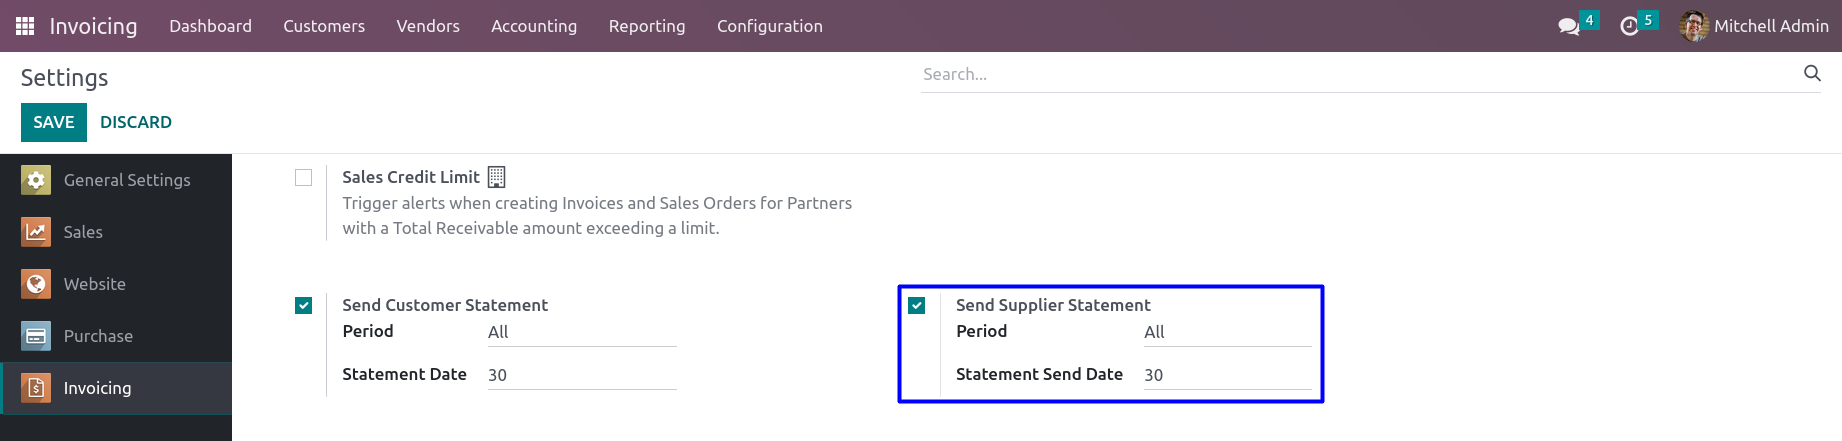 Invoicing Dashboard Customers Vendors Accounting Reporting Configuration 4 5 Mitchell Admin
Settings Search...
SAVE DISCARD
General Settings
Sales
Website
Purchase
Invoicing
Sales Credit Limit
Trigger alerts when creating Invoices and Sales Orders for Partners
with a Total Receivable amount exceeding a limit.
Send Customer Statement
Period All
Statement Date 30
Send Supplier Statement
Period All
Statement Send Date 30